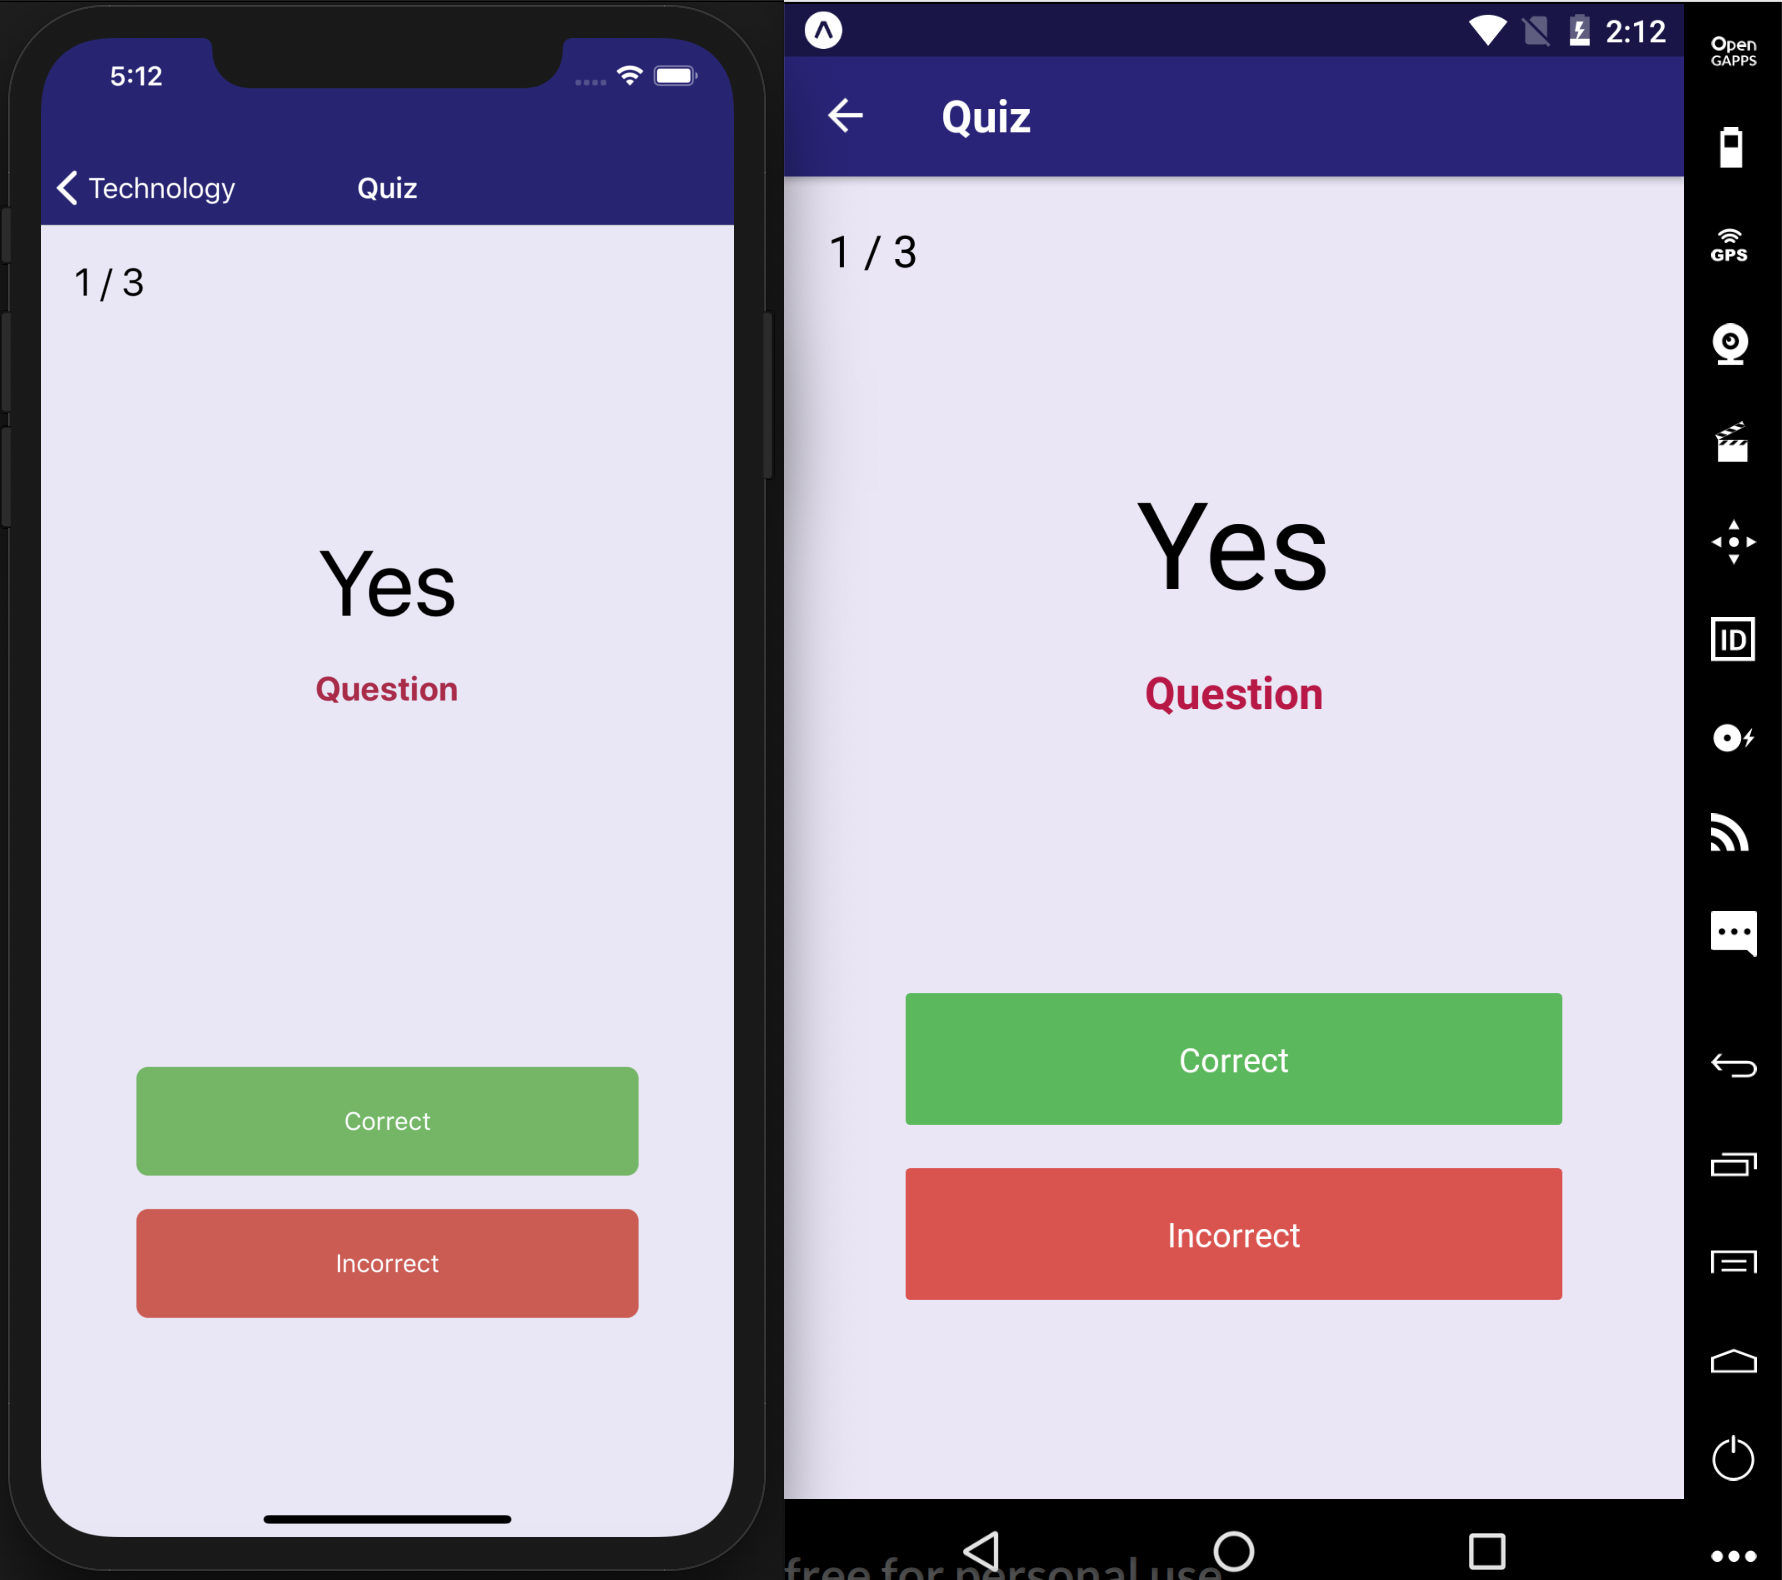 5:12
Technology
Quiz
1 / 3
Yes
Question
Correct
Incorrect
2:12
Quiz
1 / 3
Yes
Question
Correct
Incorrect
free for personal use
Open
GAPPS
GPS
ID